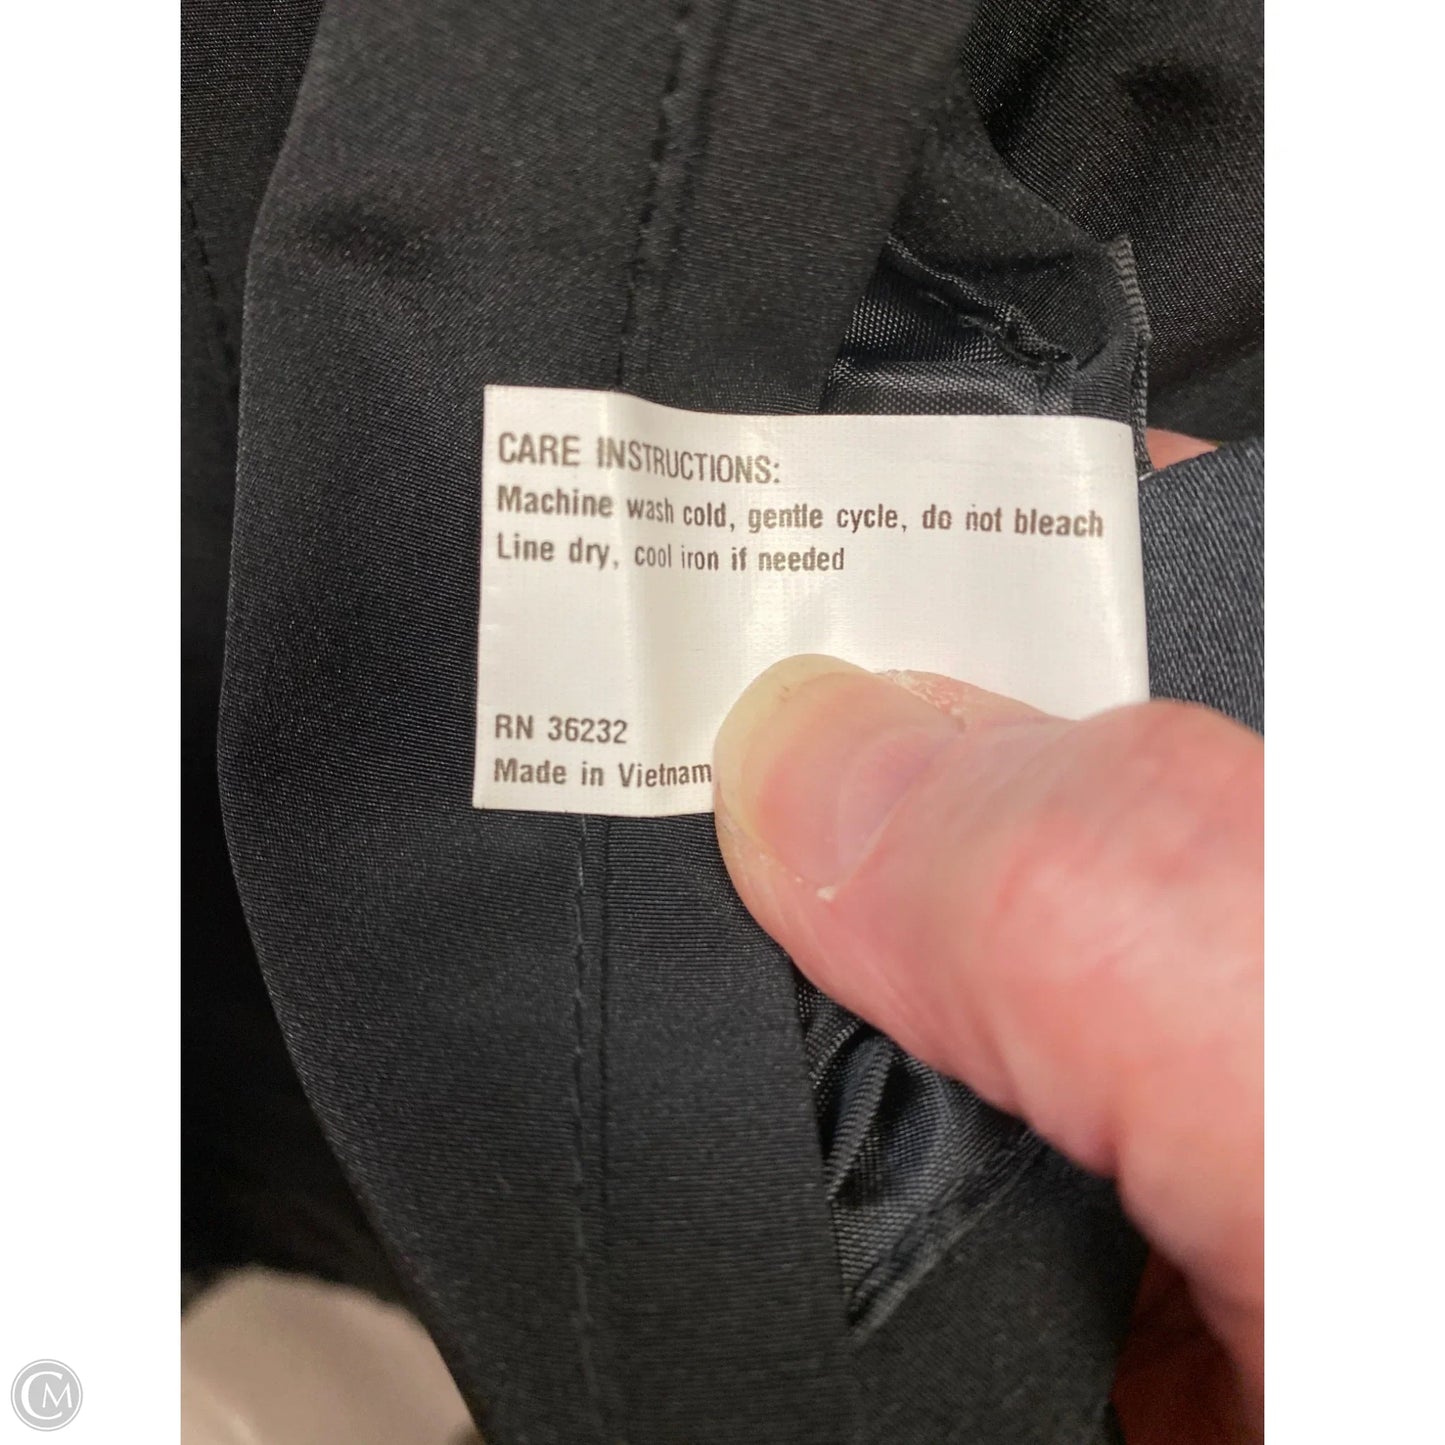 CARE INSTRUCTIONS:
Machine wash cold, gentle cycle, do not bleach
Line dry, cool iron if needed
RN 36232
Made in Vietnam
CM